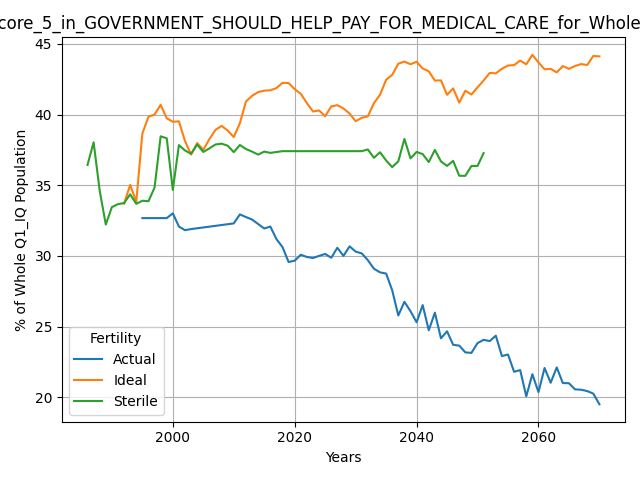 core_5_in_GOVERNMENT_SHOULD_HELP_PAY_FOR_MEDICAL_CARE_for_Whole
45
40
35
30
25
20
% of Whole Q1_IQ Population
Fertility
Actual
Ideal
Sterile
2000 2020 2040 2060
Years